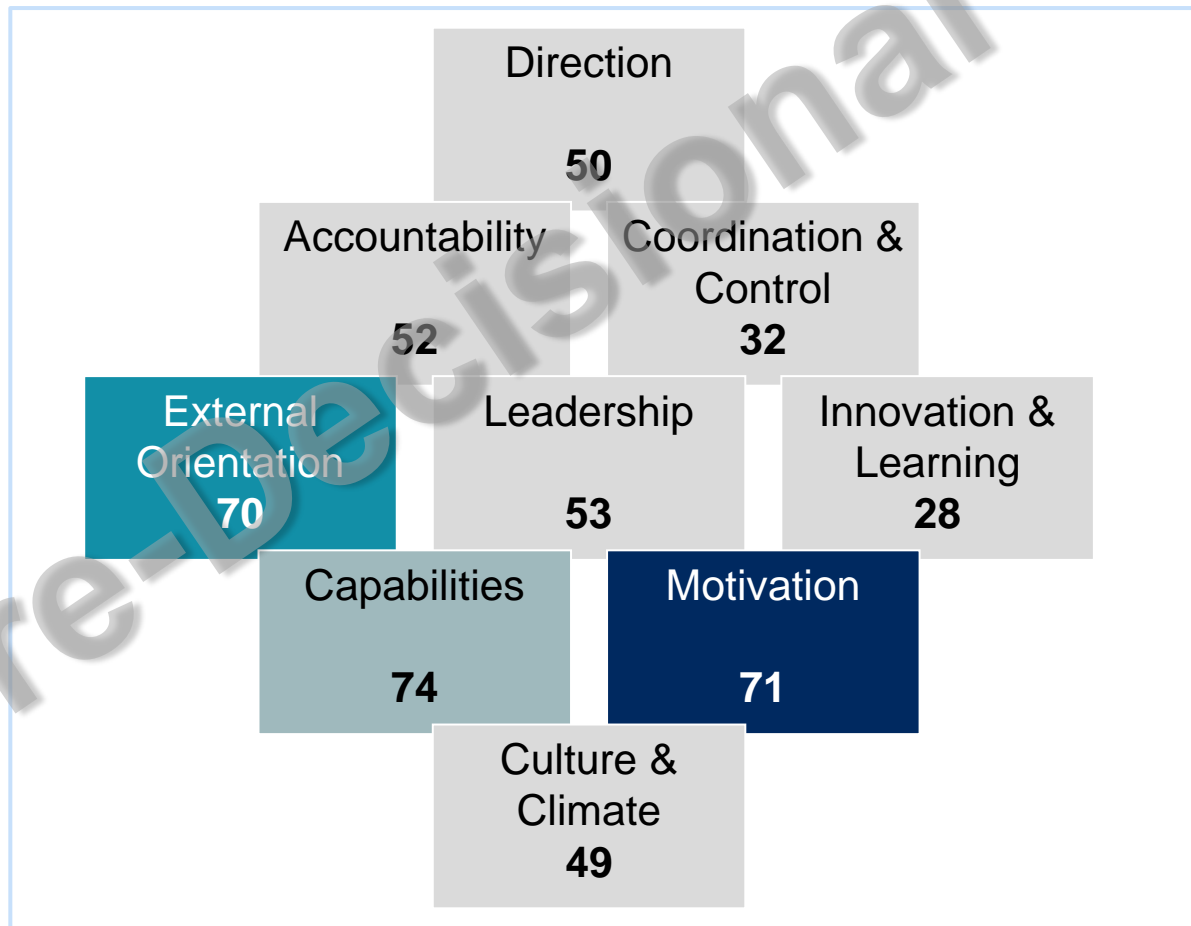 Direction
50
Accountability
52
Coordination &
Control
32
External
Orientation
70
Leadership
53
Innovation &
Learning
28
Capabilities
74
Motivation
71
Culture &
Climate
49
re-Decisional